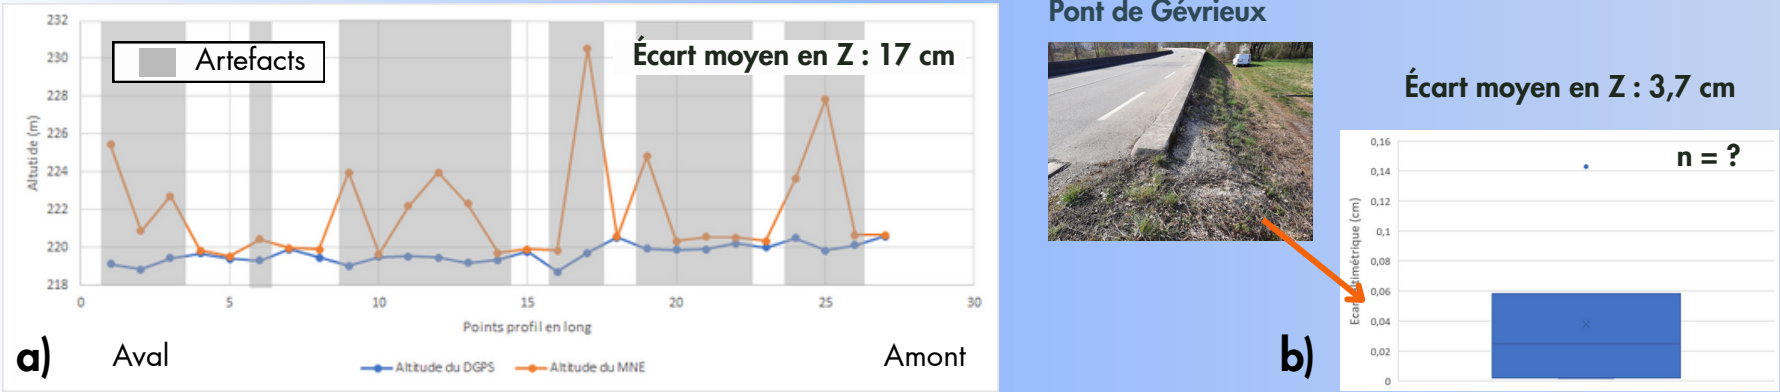 232
230
228
226
224
222
220
218
Altutide (m)
Artefacts
Écart moyen en Z : 17 cm
0
5
10
15
20
25
30
Points profil en long
a)
Aval
Amont
Altitude du DGPS
Altitude du MNE
Pont de Gévrieux
Écart moyen en Z : 3,7 cm
n = ?
0,16
0,14
0,12
0,1
0,08
0,06
0,04
0,02
0
(cm)
b)